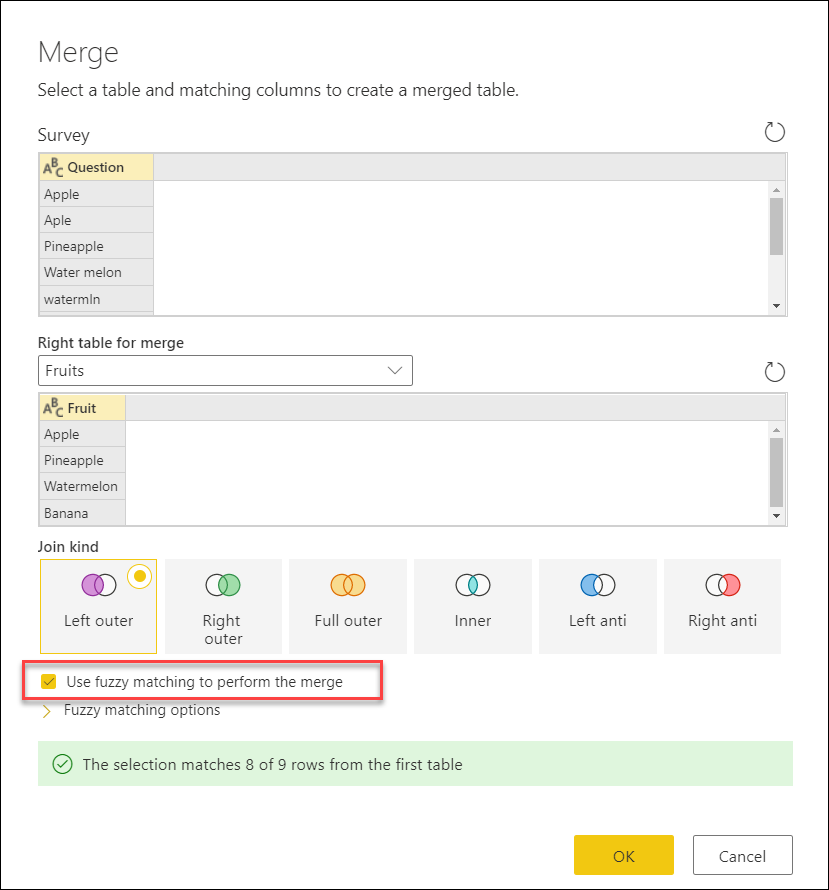 Merge
Select a table and matching columns to create a merged table.
Survey
ABC Question
Apple
Aple
Pineapple
Water melon
watermln
Right table for merge
Fruits
ABC Fruit
Apple
Pineapple
Watermelon
Banana
Join kind
Left outer
Right
outer
Full outer
Inner
Left anti
Right anti
Use fuzzy matching to perform the merge
Fuzzy matching options
The selection matches 8 of 9 rows from the first table
OK
Cancel